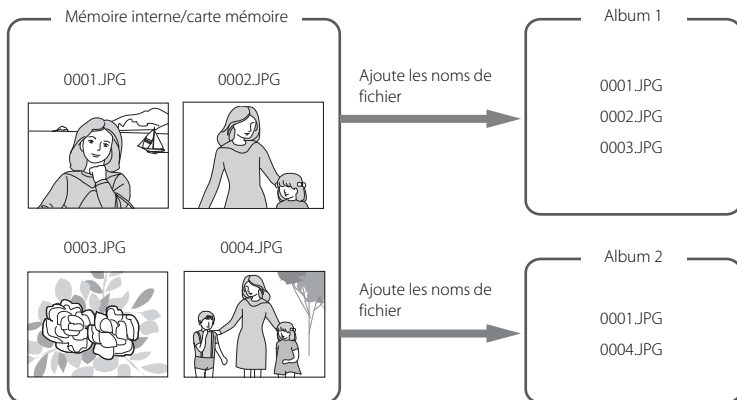 Mémoire interne/carte mémoire
0001.JPG
0002.JPG
0003.JPG
0004.JPG
Ajoute les noms de
fichier
Album 1
0001.JPG
0002.JPG
0003.JPG
Ajoute les noms de
fichier
Album 2
0001.JPG
0004.JPG